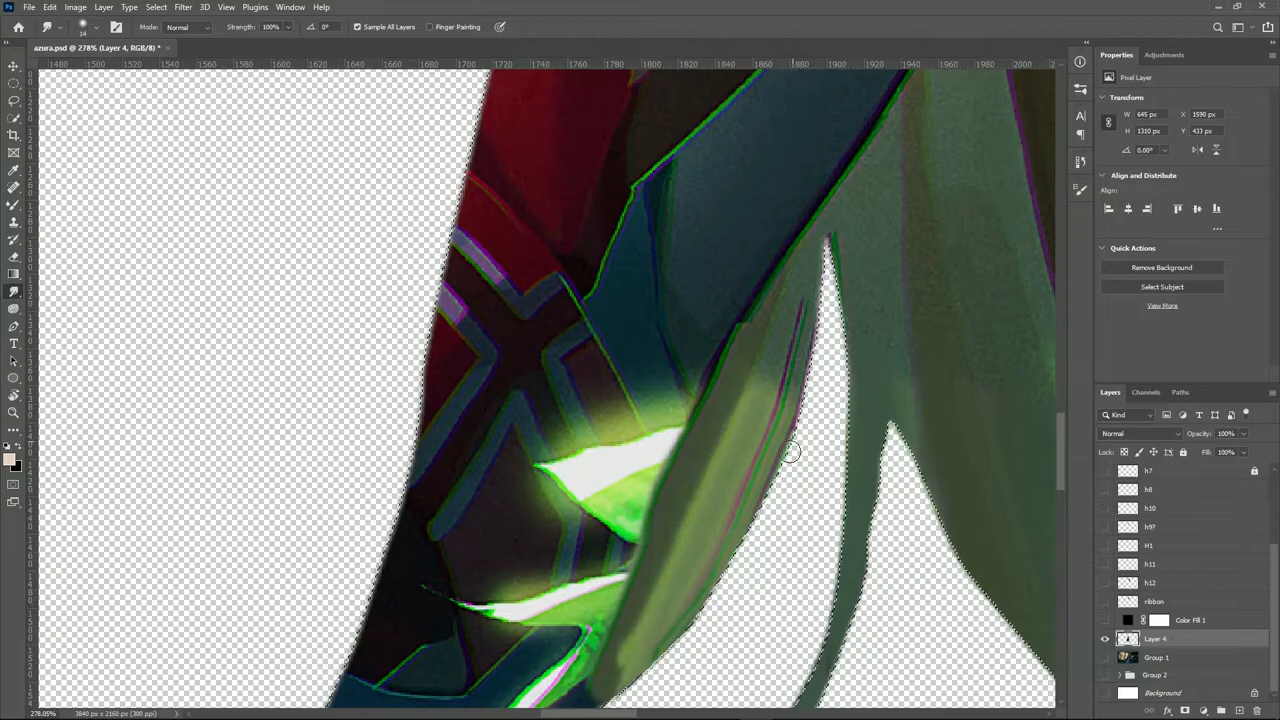 File Edit Image Layer Type Select Filter 3D View Plugins Window Help
14 Mode: Normal Strength: 100% 0° Sample All Layers Finger Painting
azura.psd @ 278% (Layer 4, RGB/8) *
1480 1500 1520 1540 1560 1580 1600 1620 1640 1660 1680 1700 1720 1740 1760 1780 1800 1820 1840 1860 1880 1900 1920 1940 1960 1980 2000 2020
Properties Adjustments
Pixel Layer
Transform
W 645 px X 1590 px
H 1310 px Y 433 px
0.00°
Align and Distribute
Align:
Quick Actions
Remove Background
Select Subject
View More
Layers Channels Paths
Kind
Normal Opacity: 100%
Lock: Fill: 100%
h7
h8
h10
h9?
H1
h11
h12
ribbon
Color Fill 1
Layer 4
Group 1
Group 2
Background
278.05% 3840 px x 2160 px (300 ppi)